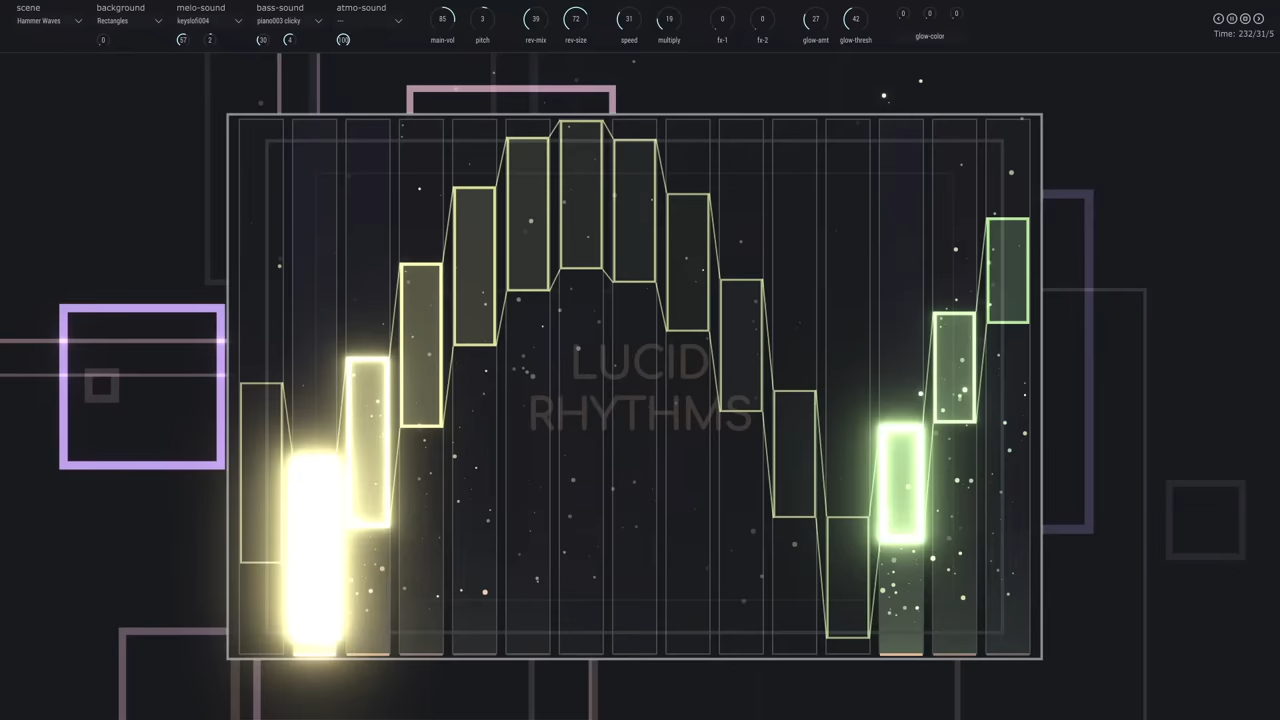 scene
background
melo-sound
bass-sound
atmo-sound
Hammer Waves
Rectangles
keyslofi004
piano003 clicky
---
0
57
2
30
4
100
85
3
39
72
31
19
0
0
27
42
0
0
0
main-vol
pitch
rev-mix
rev-size
speed
multiply
fx-1
fx-2
glow-amt
glow-thresh
glow-color
Time: 232/31/5
LUCID
RHYTHMS